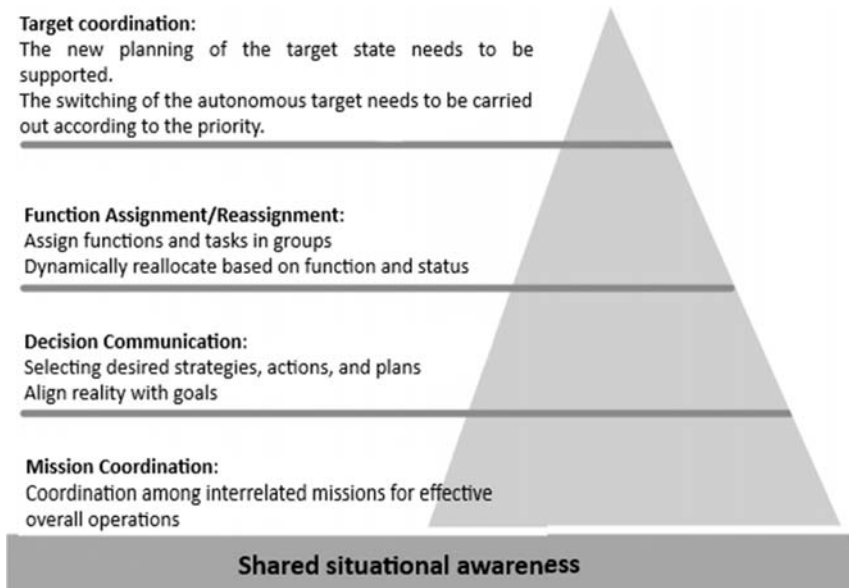 Target coordination:
The new planning of the target state needs to be
supported.
The switching of the autonomous target needs to be carried
out according to the priority.
Function Assignment/Reassignment:
Assign functions and tasks in groups
Dynamically reallocate based on function and status
Decision Communication:
Selecting desired strategies, actions, and plans
Align reality with goals
Mission Coordination:
Coordination among interrelated missions for effective
overall operations
Shared situational awareness